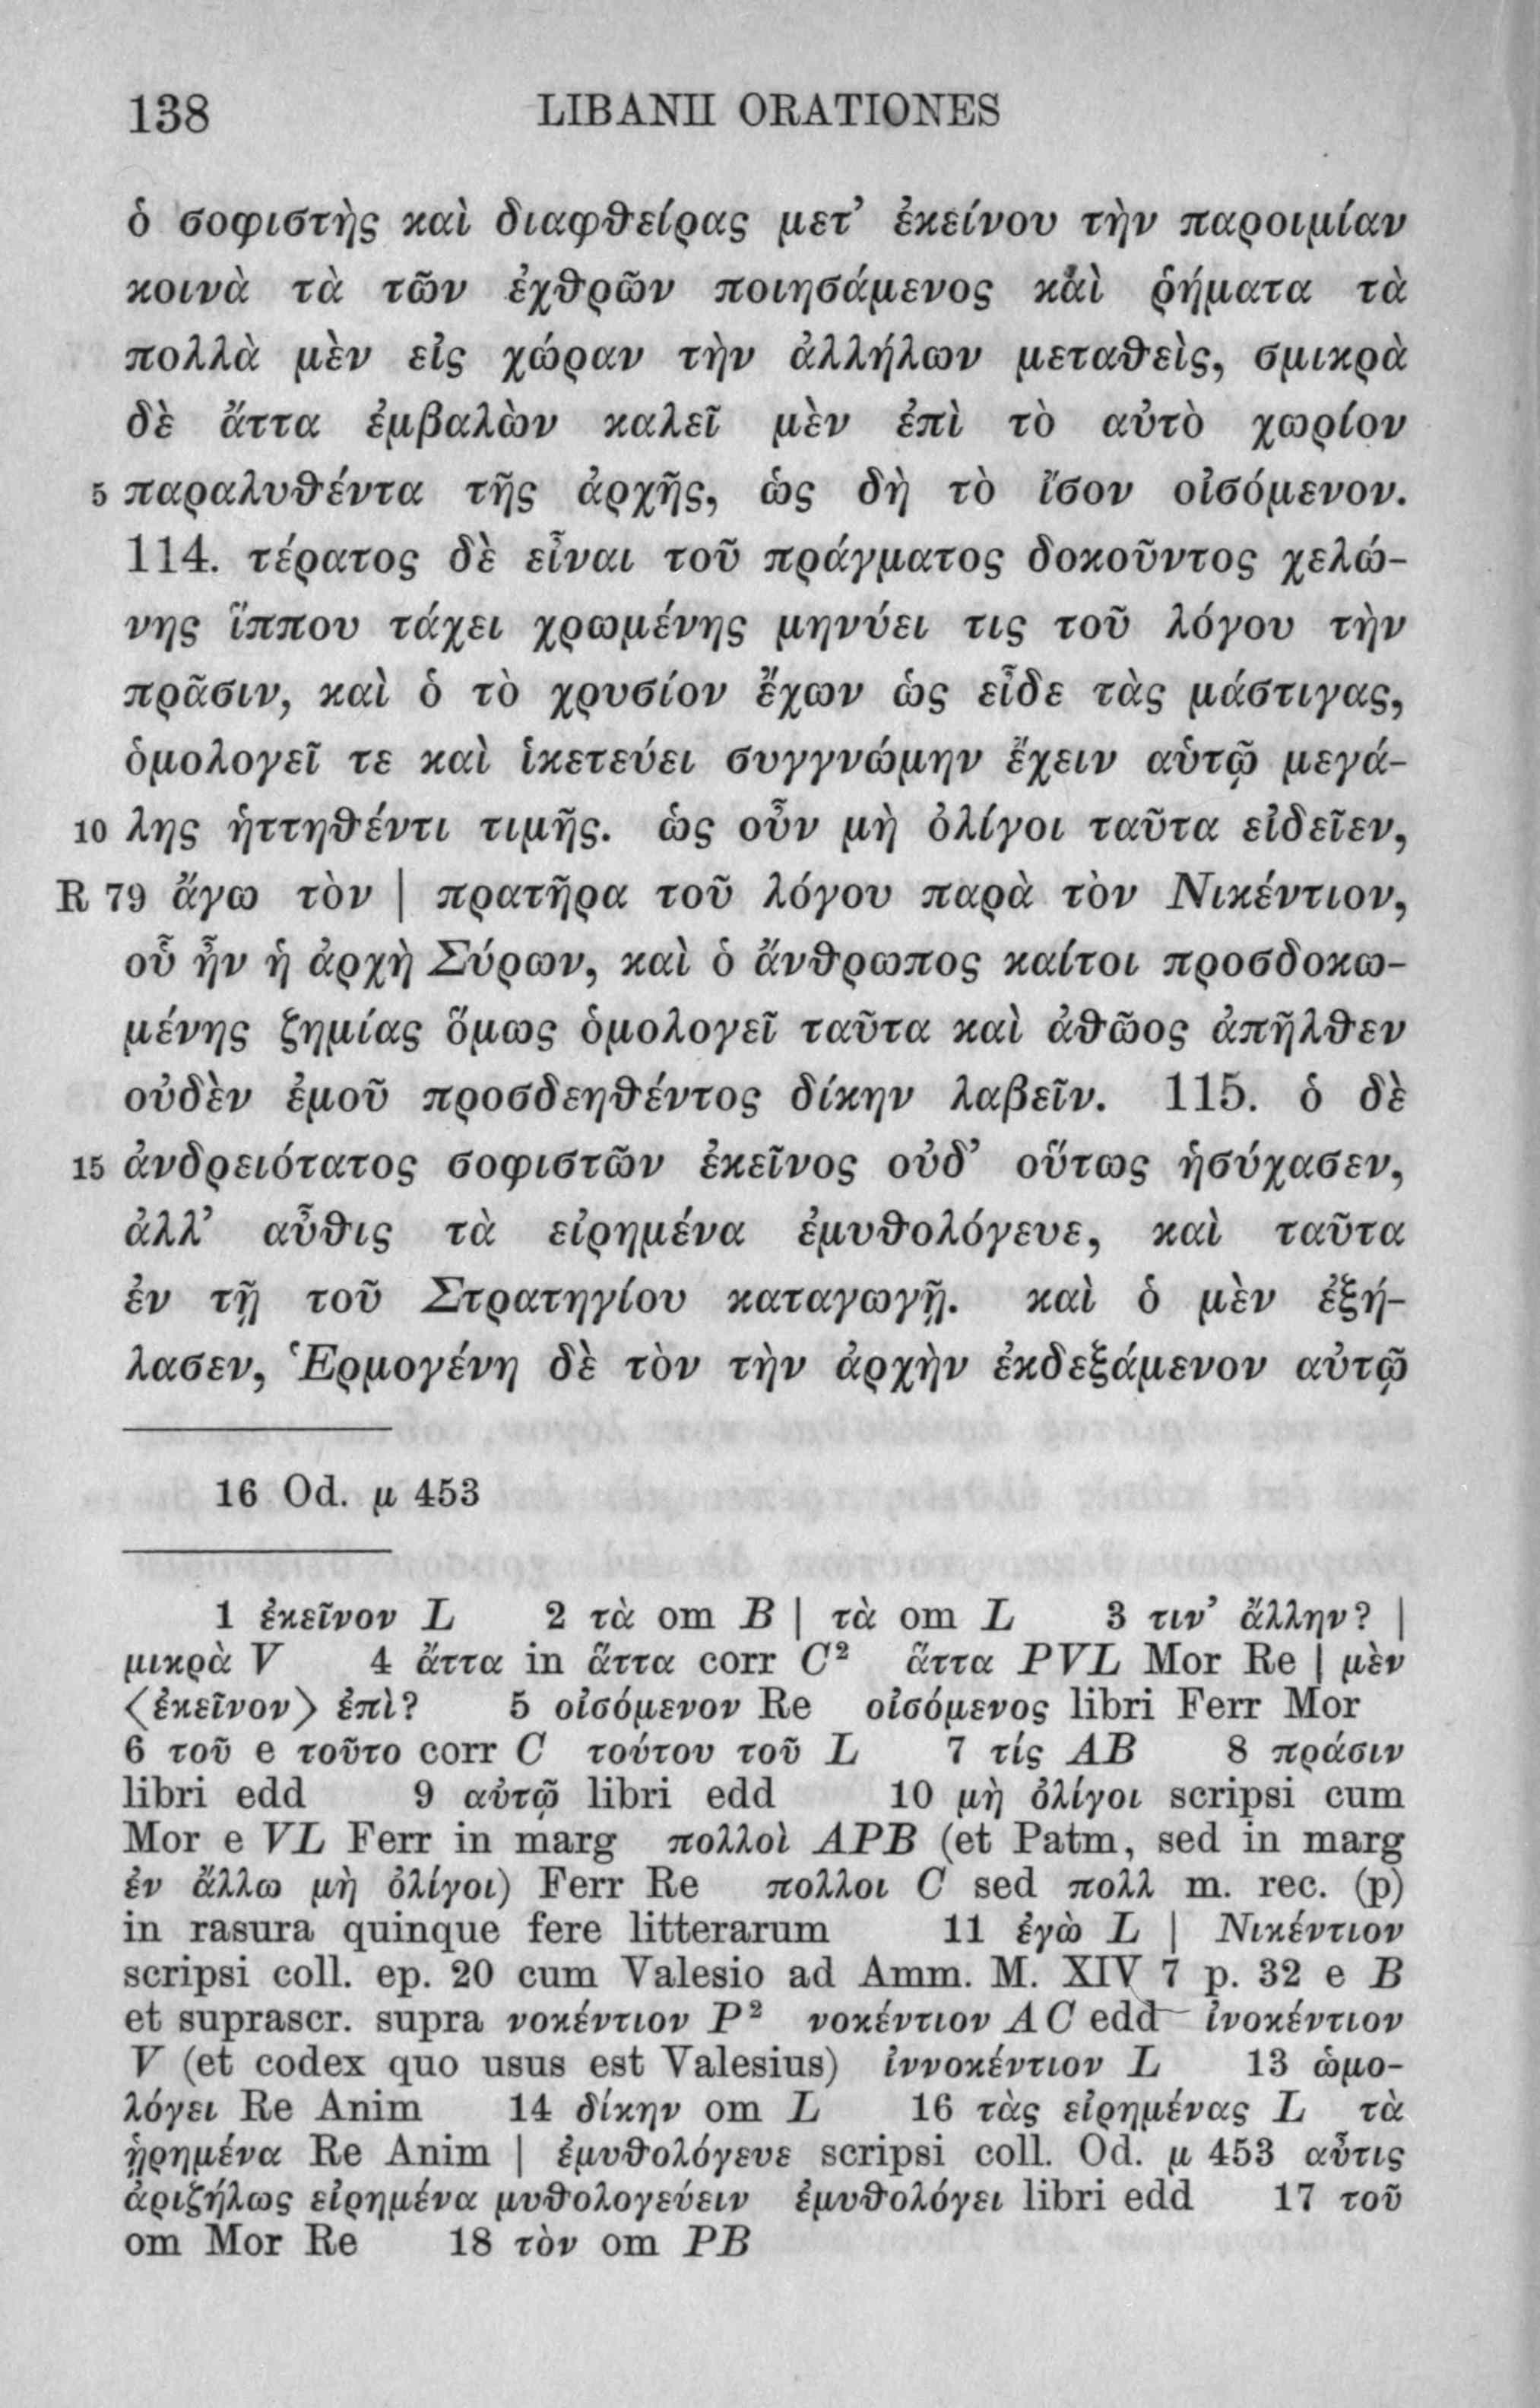 138 LIBANII ORATIONES
ὁ σοφιστὴς καὶ διαφθείρας μετ’ ἐκείνου τὴν παροιμίαν
κοινὰ τὰ τῶν ἐχθρῶν ποιησάμενος καὶ ῥήματα τὰ
πολλὰ μὲν εἰς χώραν τὴν ἀλλήλων μεταθεὶς, σμικρὰ
δὲ ἄττα ἐμβαλὼν καλεῖ μὲν ἐπὶ τὸ αὐτὸ χωρίον
5 παραλυθέντα τῆς ἀρχῆς, ὡς δὴ τὸ ἴσον οἰσόμενον.
114. τέρατος δὲ εἶναι τοῦ πράγματος δοκοῦντος χελώ-
νης ἵππου τάχει χρωμένης μηνύει τις τοῦ λόγου τὴν
πρᾶσιν, καὶ ὁ τὸ χρυσίον ἔχων ὡς εἶδε τὰς μάστιγας,
ὁμολογεῖ τε καὶ ἱκετεύει συγγνώμην ἔχειν αὑτῷ μεγά-
10 λης ἡττηθέντι τιμῆς. ὡς οὖν μὴ ὀλίγοι ταῦτα εἰδεῖεν,
R 79 ἄγω τὸν | πρατῆρα τοῦ λόγου παρὰ τὸν Νικέντιον,
οὗ ἦν ἡ ἀρχὴ Σύρων, καὶ ὁ ἄνθρωπος καίτοι προσδοκω-
μένης ζημίας ὅμως ὁμολογεῖ ταῦτα καὶ ἀθῶος ἀπῆλθεν
οὐδὲν ἐμοῦ προσδεηθέντος δίκην λαβεῖν. 115. ὁ δὲ
15 ἀνδρειότατος σοφιστῶν ἐκεῖνος οὐδ’ οὕτως ἡσύχασεν,
ἀλλ’ αὖθις τὰ εἰρημένα ἐμυθολόγευε, καὶ ταῦτα
ἐν τῇ τοῦ Στρατηγίου καταγωγῇ. καὶ ὁ μὲν ἐξή-
λασεν, Ἑρμογένη δὲ τὸν τὴν ἀρχὴν ἐκδεξάμενον αὐτῷ
16 Od. μ 453
1 ἐκεῖνον L 2 τὰ om B | τὰ om L 3 τιν’ ἄλλην? |
μικρὰ V 4 ἄττα in ἅττα corr C² ἅττα PVL Mor Re | μὲν
⟨ἐκεῖνον⟩ ἐπὶ? 5 οἰσόμενον Re οἰσόμενος libri Ferr Mor
6 τοῦ e τοῦτο corr C τούτου τοῦ L 7 τίς AB 8 πράσιν
libri edd 9 αὐτῷ libri edd 10 μὴ ὀλίγοι scripsi cum
Mor e VL Ferr in marg πολλοὶ APB (et Patm, sed in marg
ἐν ἄλλω μὴ ὀλίγοι) Ferr Re πολλοι C sed πολλ m. rec. (p)
in rasura quinque fere litterarum 11 ἐγὼ L | Νικέντιον
scripsi coll. ep. 20 cum Valesio ad Amm. M. XIV 7 p. 32 e B
et suprascr. supra νοκέντιον P² νοκέντιον AC edd ἰνοκέντιον
V (et codex quo usus est Valesius) ἰννοκέντιον L 13 ὡμο-
λόγει Re Anim 14 δίκην om L 16 τὰς εἰρημένας L τὰ
ᾑρημένα Re Anim | ἐμυθολόγευε scripsi coll. Od. μ 453 αὖτις
ἀριζήλως εἰρημένα μυθολογεύειν ἐμυθολόγει libri edd 17 τοῦ
om Mor Re 18 τὸν om PB